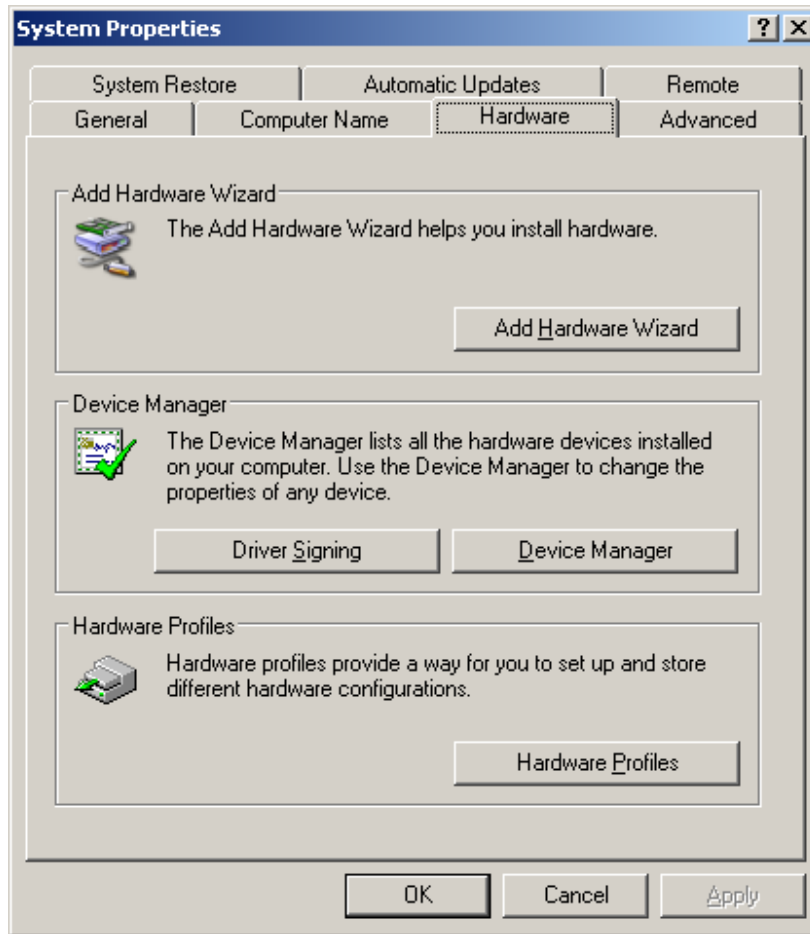 System Properties
System Restore Automatic Updates Remote
General Computer Name Hardware Advanced
Add Hardware Wizard
The Add Hardware Wizard helps you install hardware.
Add Hardware Wizard
Device Manager
The Device Manager lists all the hardware devices installed
on your computer. Use the Device Manager to change the
properties of any device.
Driver Signing Device Manager
Hardware Profiles
Hardware profiles provide a way for you to set up and store
different hardware configurations.
Hardware Profiles
OK Cancel Apply